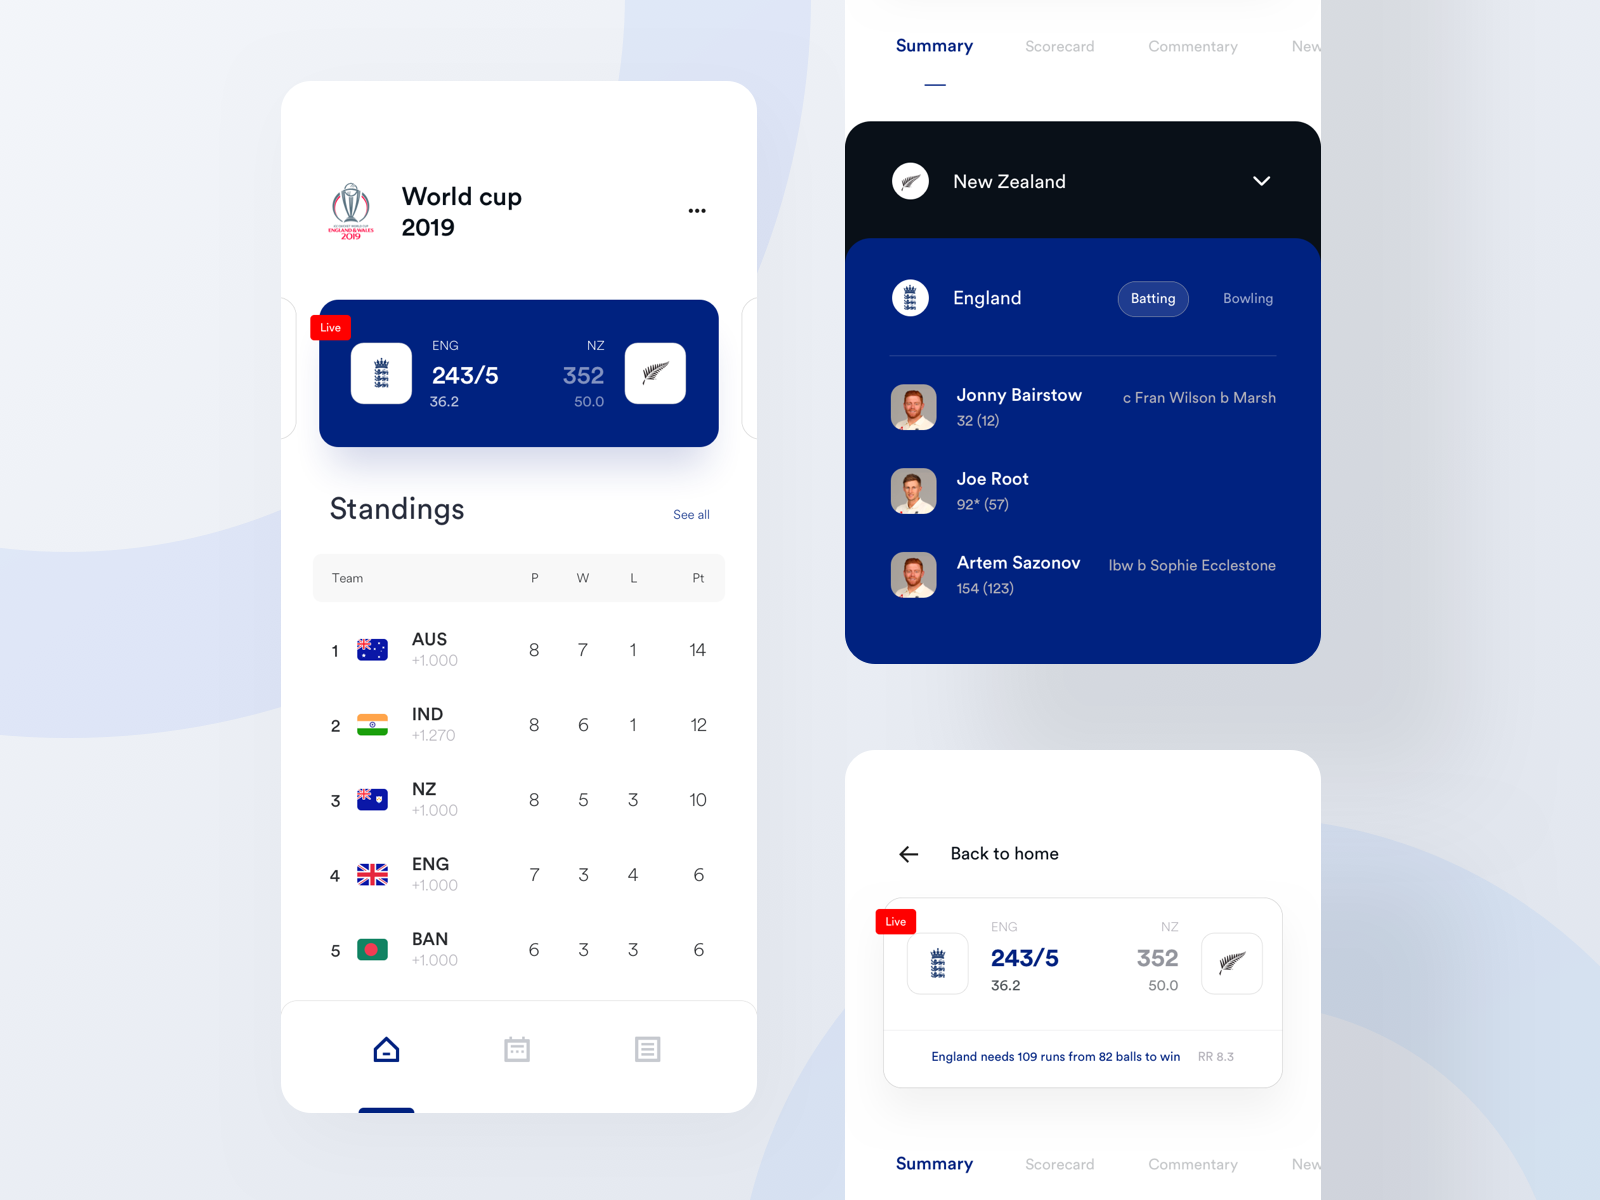 World cup
2019
ENGLAND & WALES
2019
Live
ENG
243/5
36.2
NZ
352
50.0
Standings
See all
Team P W L Pt
1 AUS 8 7 1 14
+1.000
2 IND 8 6 1 12
+1.270
3 NZ 8 5 3 10
+1.000
4 ENG 7 3 4 6
+1.000
5 BAN 6 3 3 6
+1.000
Summary Scorecard Commentary New
New Zealand
England Batting Bowling
Jonny Bairstow c Fran Wilson b Marsh
32 (12)
Joe Root
92* (57)
Artem Sazonov lbw b Sophie Ecclestone
154 (123)
Back to home
Live
ENG
243/5
36.2
NZ
352
50.0
England needs 109 runs from 82 balls to win RR 8.3
Summary Scorecard Commentary New